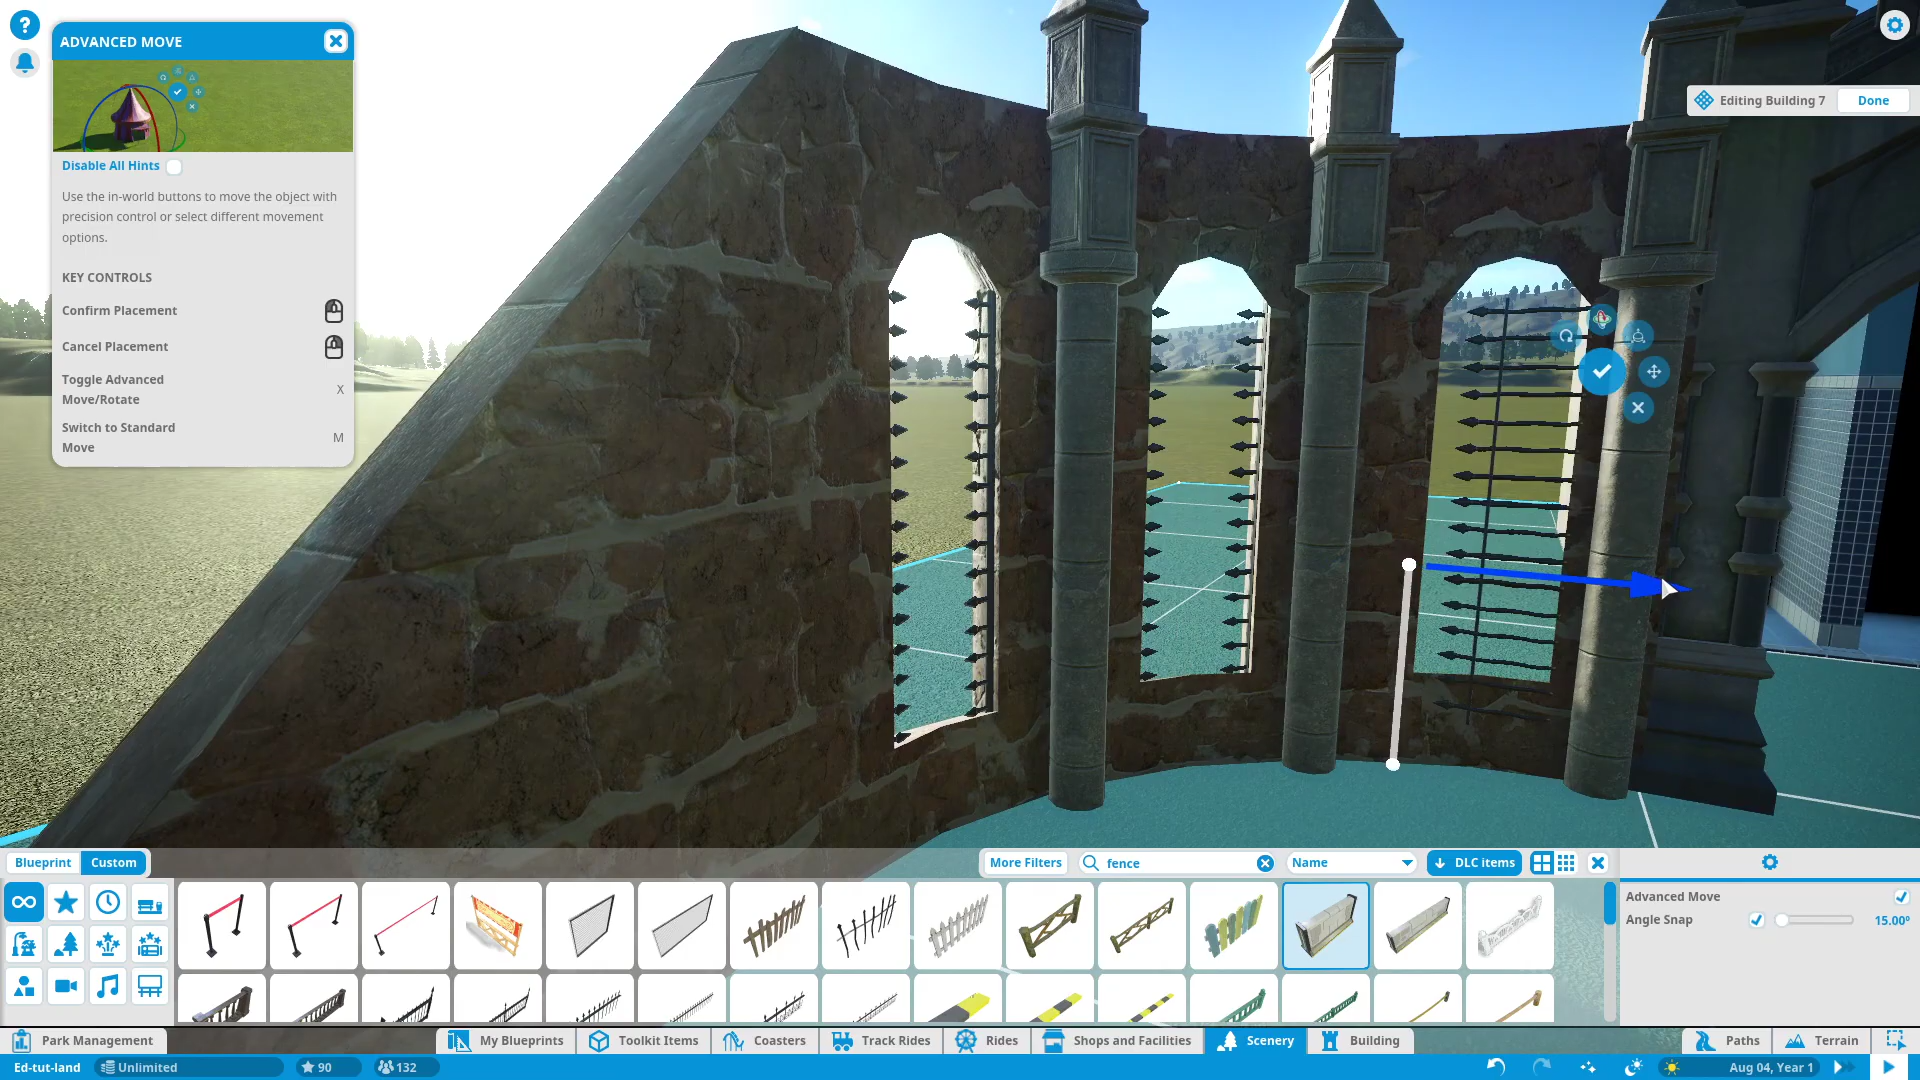 ?
ADVANCED MOVE
Disable All Hints
Use the in-world buttons to move the object with
precision control or select different movement
options.
KEY CONTROLS
Confirm Placement
Cancel Placement
Toggle Advanced
Move/Rotate
X
Switch to Standard
Move
M
Editing Building 7
Done
Blueprint
Custom
More Filters
fence
Name
DLC items
Advanced Move
Angle Snap
15.00°
Park Management
My Blueprints
Toolkit Items
Coasters
Track Rides
Rides
Shops and Facilities
Scenery
Building
Paths
Terrain
Ed-tut-land
Unlimited
90
132
Aug 04, Year 1